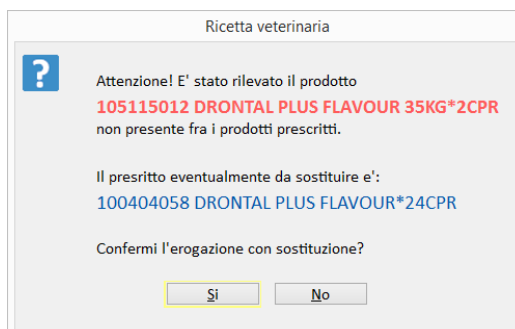 Ricetta veterinaria
?
Attenzione! E' stato rilevato il prodotto
105115012 DRONTAL PLUS FLAVOUR 35KG*2CPR
non presente fra i prodotti prescritti.
Il presritto eventualmente da sostituire e':
100404058 DRONTAL PLUS FLAVOUR*24CPR
Confermi l'erogazione con sostituzione?
Si No